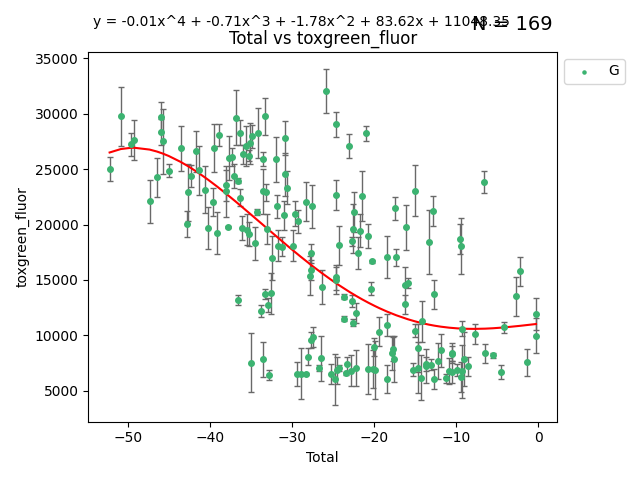 y = -0.01x^4 + -0.71x^3 + -1.78x^2 + 83.62x + 11048.35
N = 169
Total vs toxgreen_fluor
G
35000
30000
25000
20000
15000
10000
5000
toxgreen_fluor
−50 −40 −30 −20 −10 0
Total